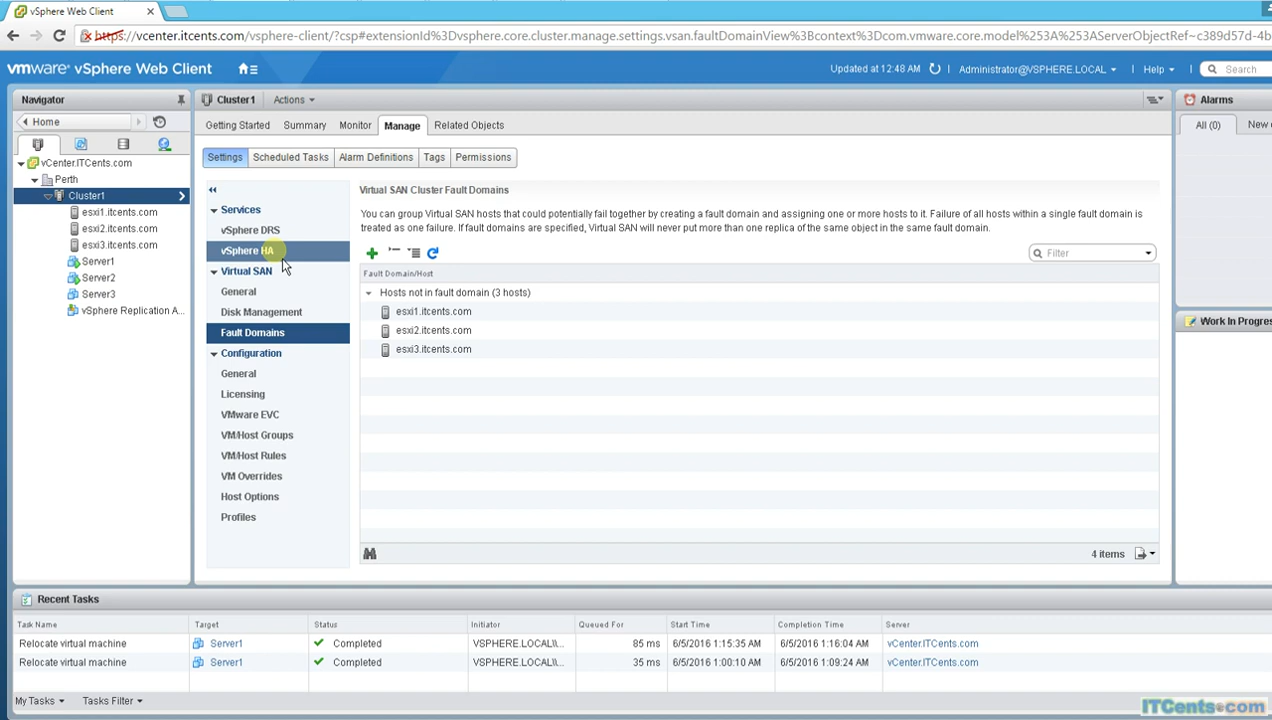 vSphere Web Client
https://vcenter.itcents.com/vsphere-client/?csp#extensionId%3Dvsphere.core.cluster.manage.settings.vsan.faultDomainView%3Bcontext%3Dcom.vmware.core.model%253A%253AServerObjectRef~c389d57d-4b
vmware® vSphere Web Client
Updated at 12:48 AM
Administrator@VSPHERE.LOCAL
Help
Search
Navigator
Home
vCenter.ITCents.com
Perth
Cluster1
esxi1.itcents.com
esxi2.itcents.com
esxi3.itcents.com
Server1
Server2
Server3
vSphere Replication A...
Cluster1 Actions
Getting Started Summary Monitor Manage Related Objects
Settings Scheduled Tasks Alarm Definitions Tags Permissions
Services
vSphere DRS
vSphere HA
Virtual SAN
General
Disk Management
Fault Domains
Configuration
General
Licensing
VMware EVC
VM/Host Groups
VM/Host Rules
VM Overrides
Host Options
Profiles
Virtual SAN Cluster Fault Domains
You can group Virtual SAN hosts that could potentially fail together by creating a fault domain and assigning one or more hosts to it. Failure of all hosts within a single fault domain is
treated as one failure. If fault domains are specified, Virtual SAN will never put more than one replica of the same object in the same fault domain.
Filter
Fault Domain/Host
Hosts not in fault domain (3 hosts)
esxi1.itcents.com
esxi2.itcents.com
esxi3.itcents.com
4 items
Alarms
All (0) New
Work In Progres
Recent Tasks
Task Name Target Status Initiator Queued For Start Time Completion Time Server
Relocate virtual machine Server1 Completed VSPHERE.LOCAL\\... 85 ms 6/5/2016 1:15:35 AM 6/5/2016 1:16:04 AM vCenter.ITCents.com
Relocate virtual machine Server1 Completed VSPHERE.LOCAL\\... 35 ms 6/5/2016 1:00:10 AM 6/5/2016 1:09:24 AM vCenter.ITCents.com
My Tasks Tasks Filter
ITCents.com